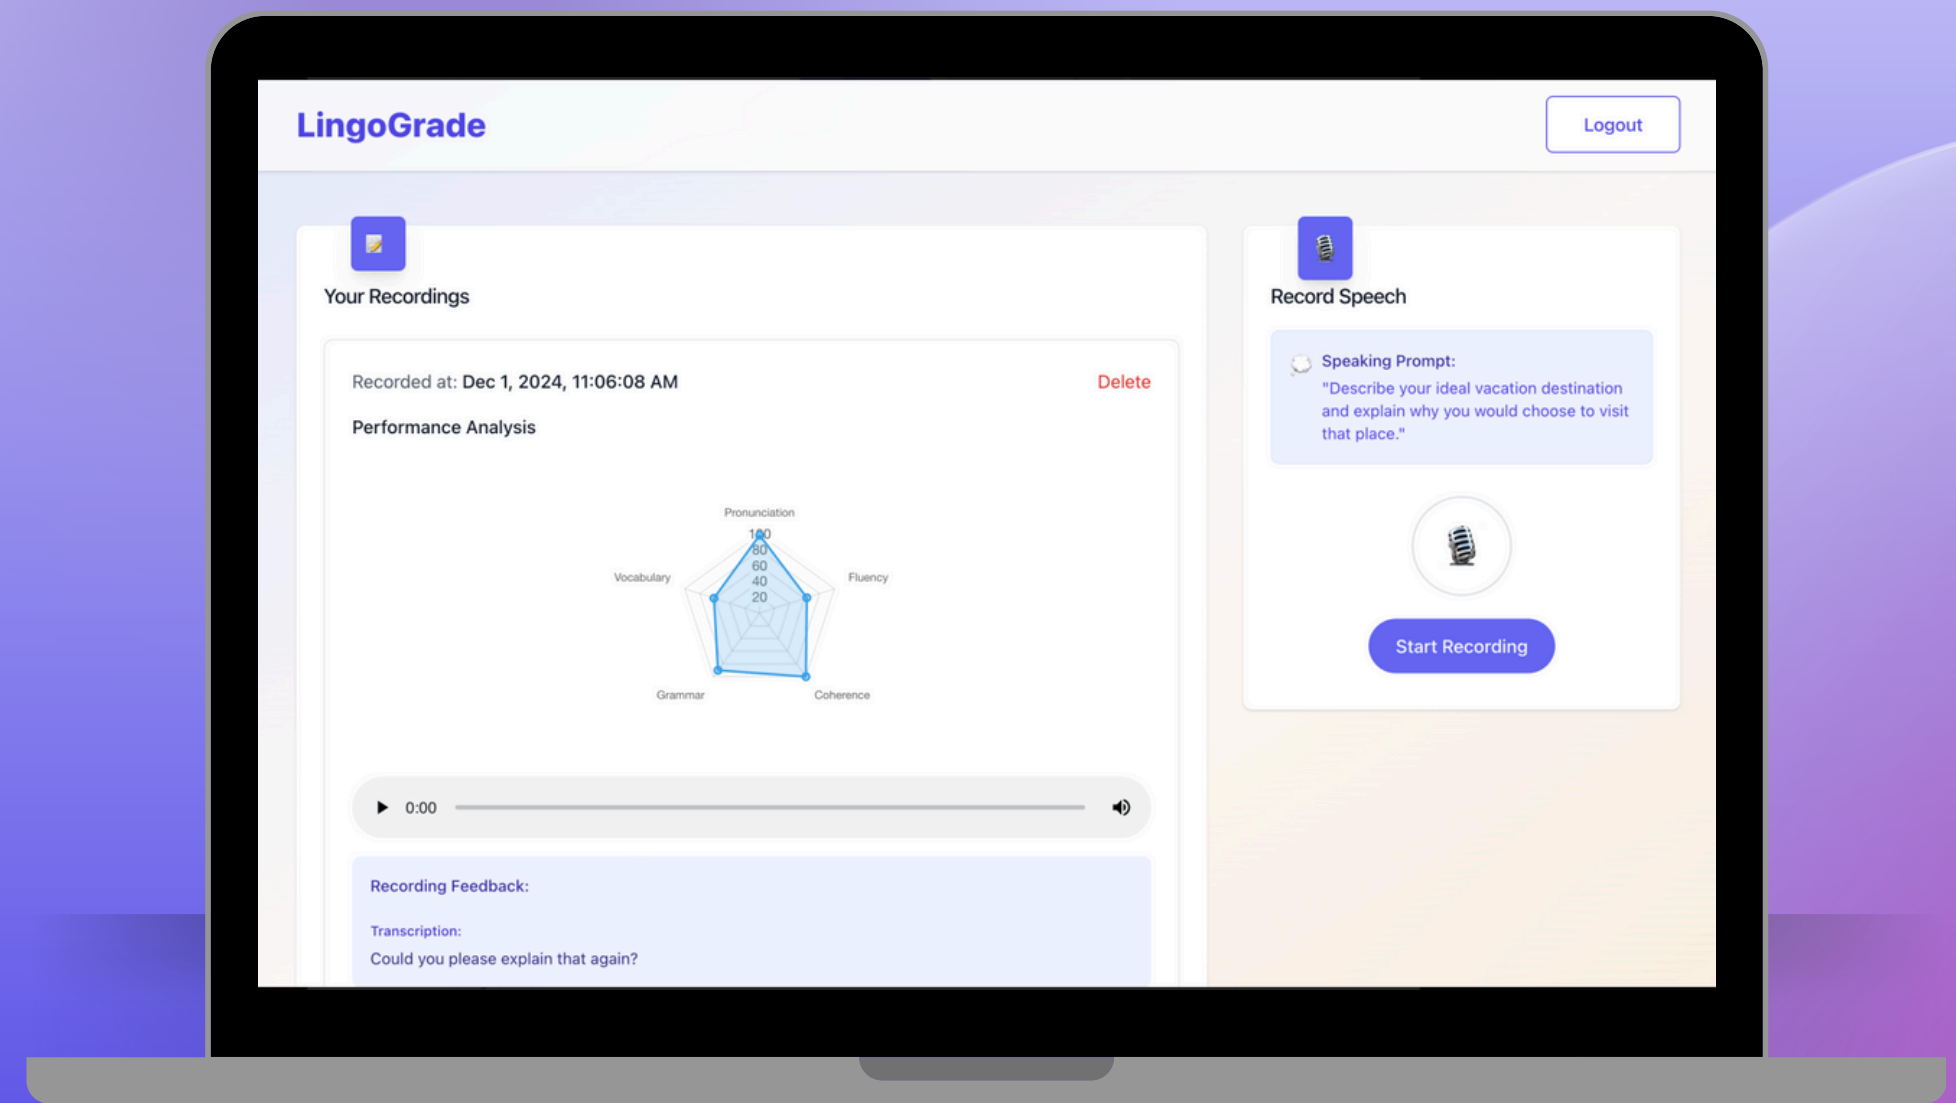 LingoGrade
Logout
Your Recordings
Recorded at: Dec 1, 2024, 11:06:08 AM
Delete
Performance Analysis
Pronunciation
100
80
60
40
20
Vocabulary
Fluency
Grammar
Coherence
0:00
Recording Feedback:
Transcription:
Could you please explain that again?
Record Speech
Speaking Prompt:
"Describe your ideal vacation destination
and explain why you would choose to visit
that place."
Start Recording